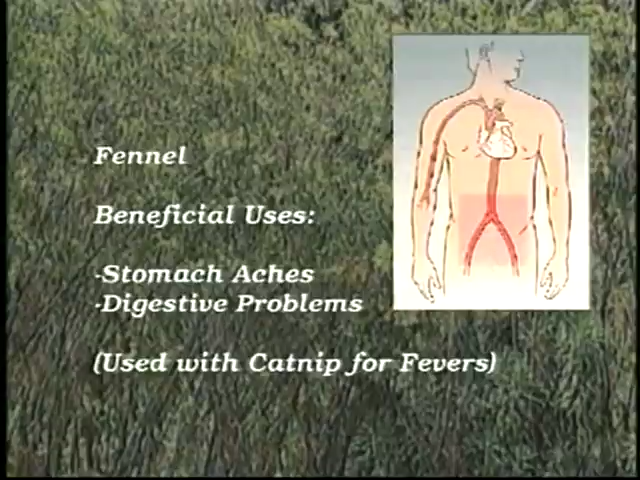 Fennel
Beneficial Uses:
-Stomach Aches
-Digestive Problems
(Used with Catnip for Fevers)